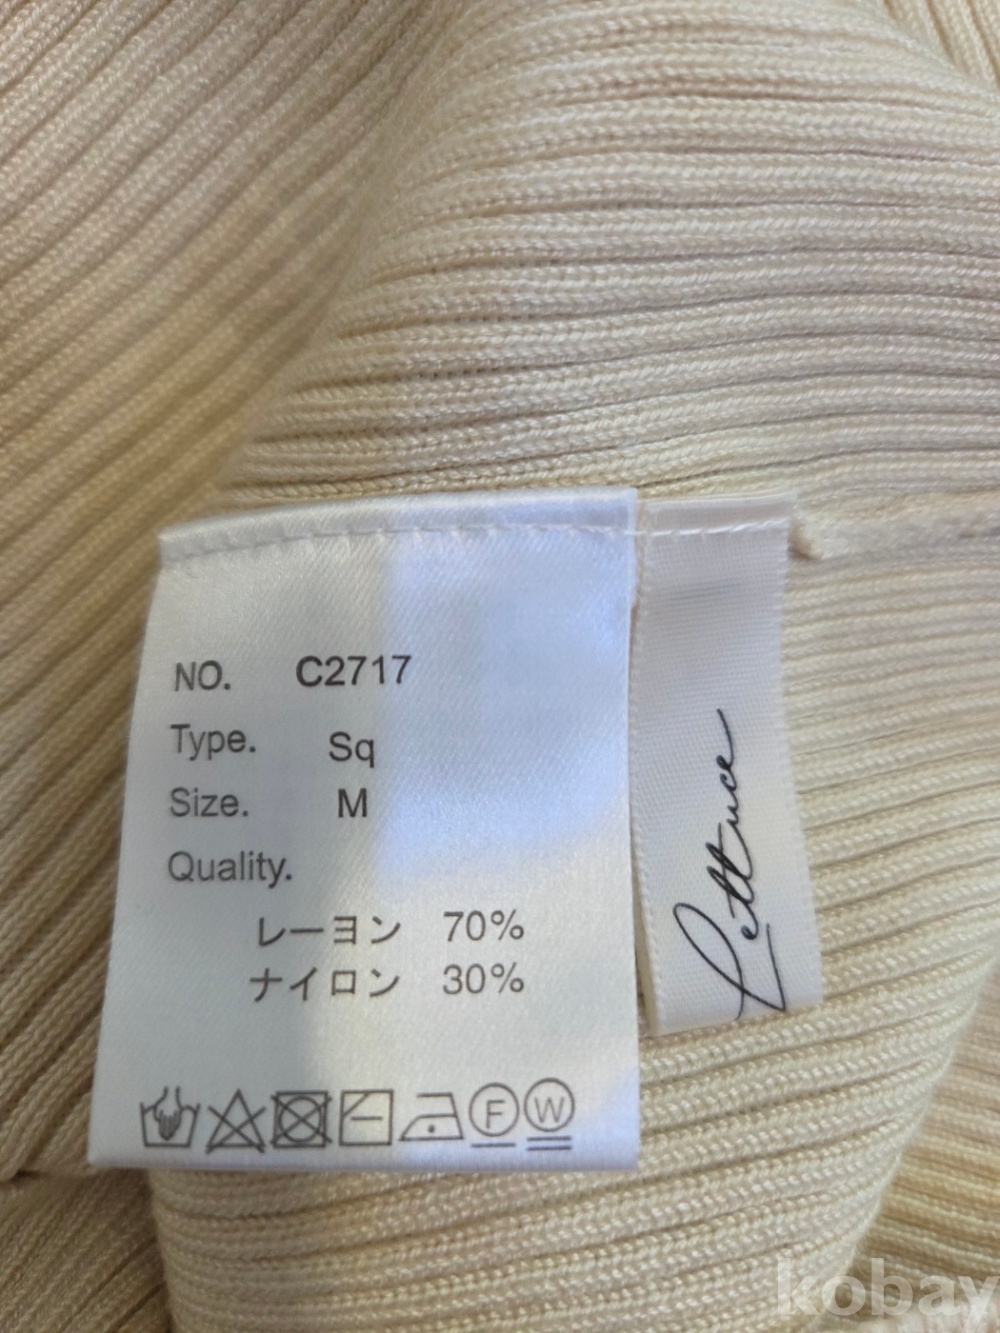 NO. C2717
Type. Sq
Size. M
Quality.
レーヨン 70%
ナイロン 30%
F W
Lettuce
kobay